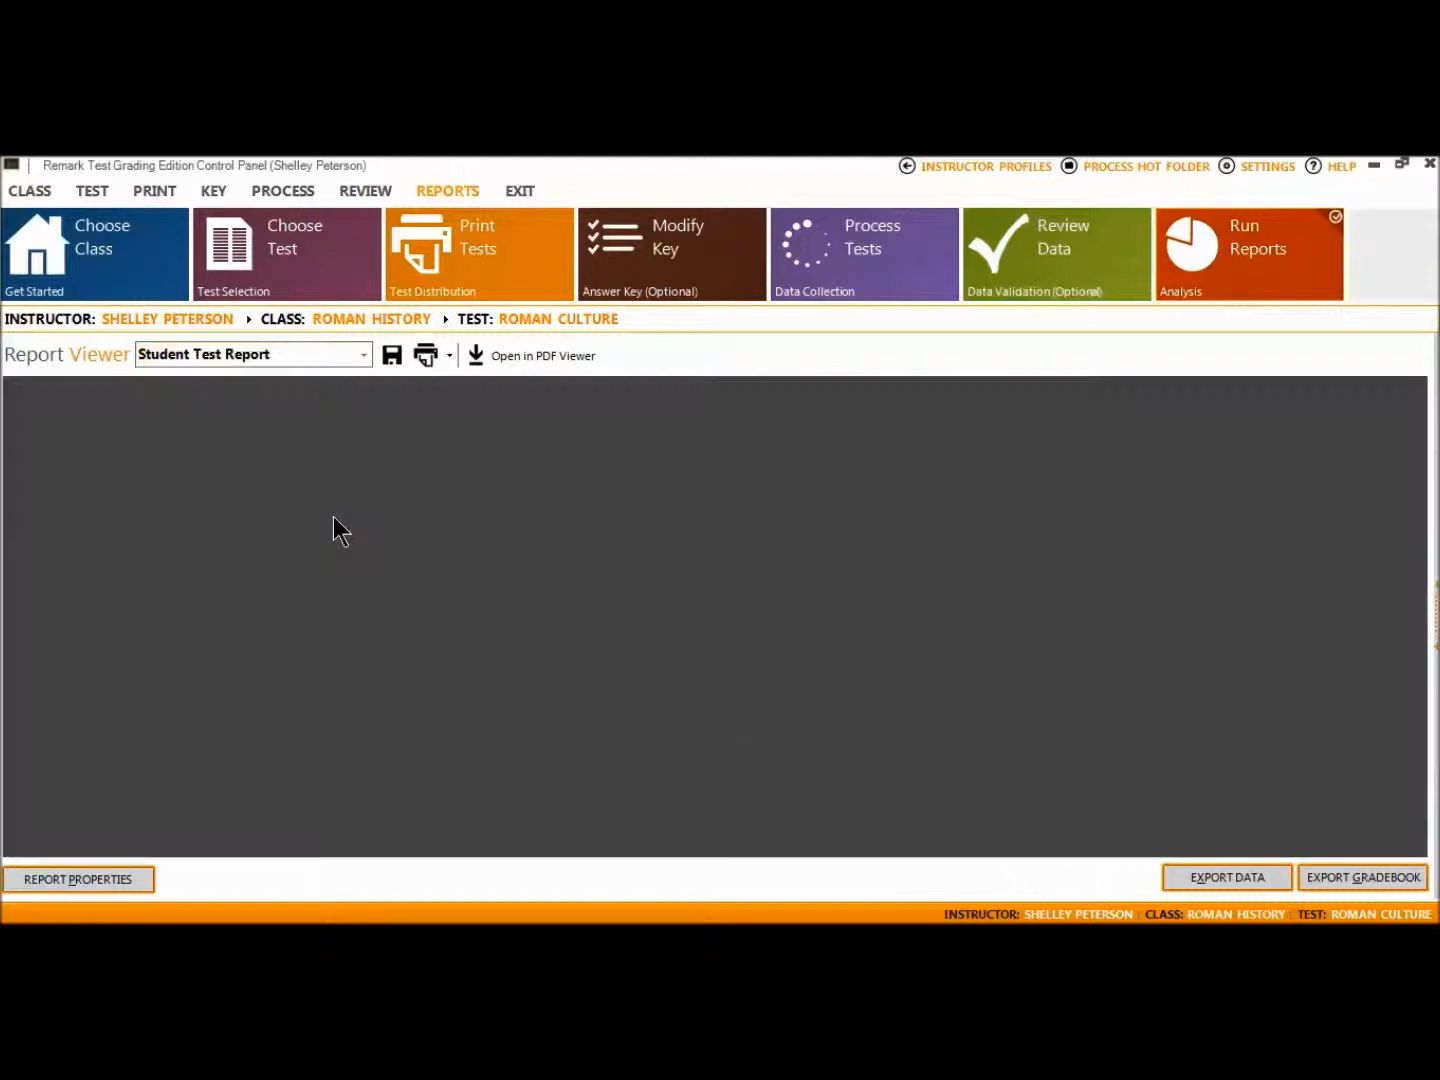 Remark Test Grading Edition Control Panel (Shelley Peterson)
INSTRUCTOR PROFILES PROCESS HOT FOLDER SETTINGS ? HELP
CLASS TEST PRINT KEY PROCESS REVIEW REPORTS EXIT
Choose Class
Get Started
Choose Test
Test Selection
Print Tests
Test Distribution
Modify Key
Answer Key (Optional)
Process Tests
Data Collection
Review Data
Data Validation (Optional)
Run Reports
Analysis
INSTRUCTOR: SHELLEY PETERSON CLASS: ROMAN HISTORY TEST: ROMAN CULTURE
Report Viewer Student Test Report Open in PDF Viewer
REPORT PROPERTIES EXPORT DATA EXPORT GRADEBOOK
INSTRUCTOR: SHELLEY PETERSON CLASS: ROMAN HISTORY TEST: ROMAN CULTURE